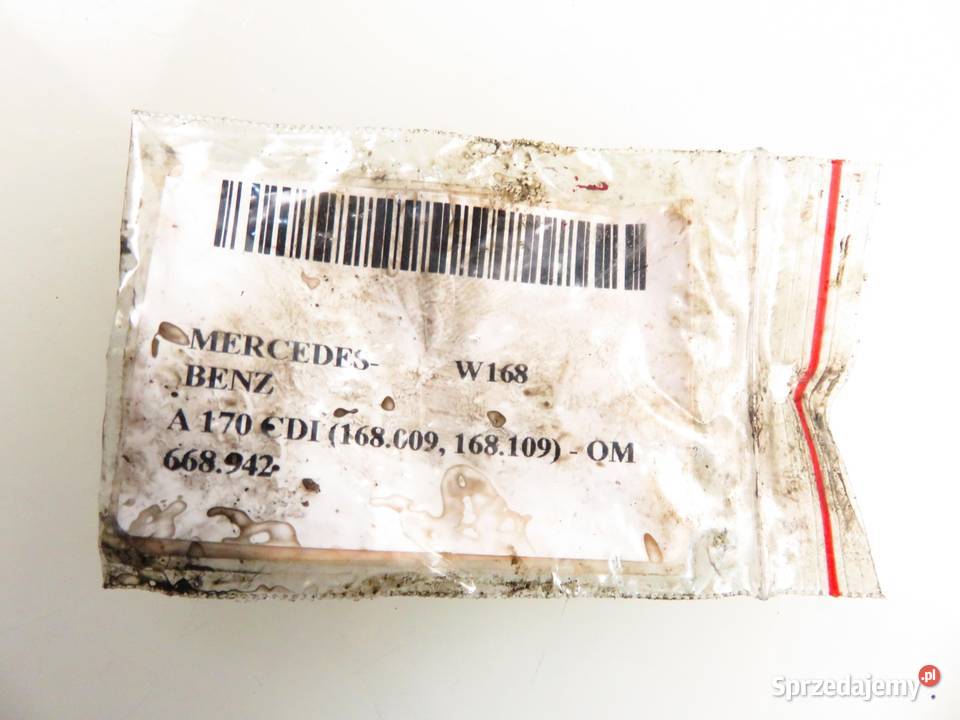 MERCEDES- W168
BENZ
A 170 CDI (168.009, 168.109) - OM
668.942
Sprzedajemy.pl